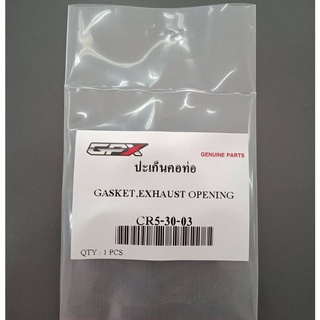 GPX
GENUINE PARTS
ปะเก็นคอท่อ
GASKET,EXHAUST OPENING
CR5-30-03
QTY : 1 PCS